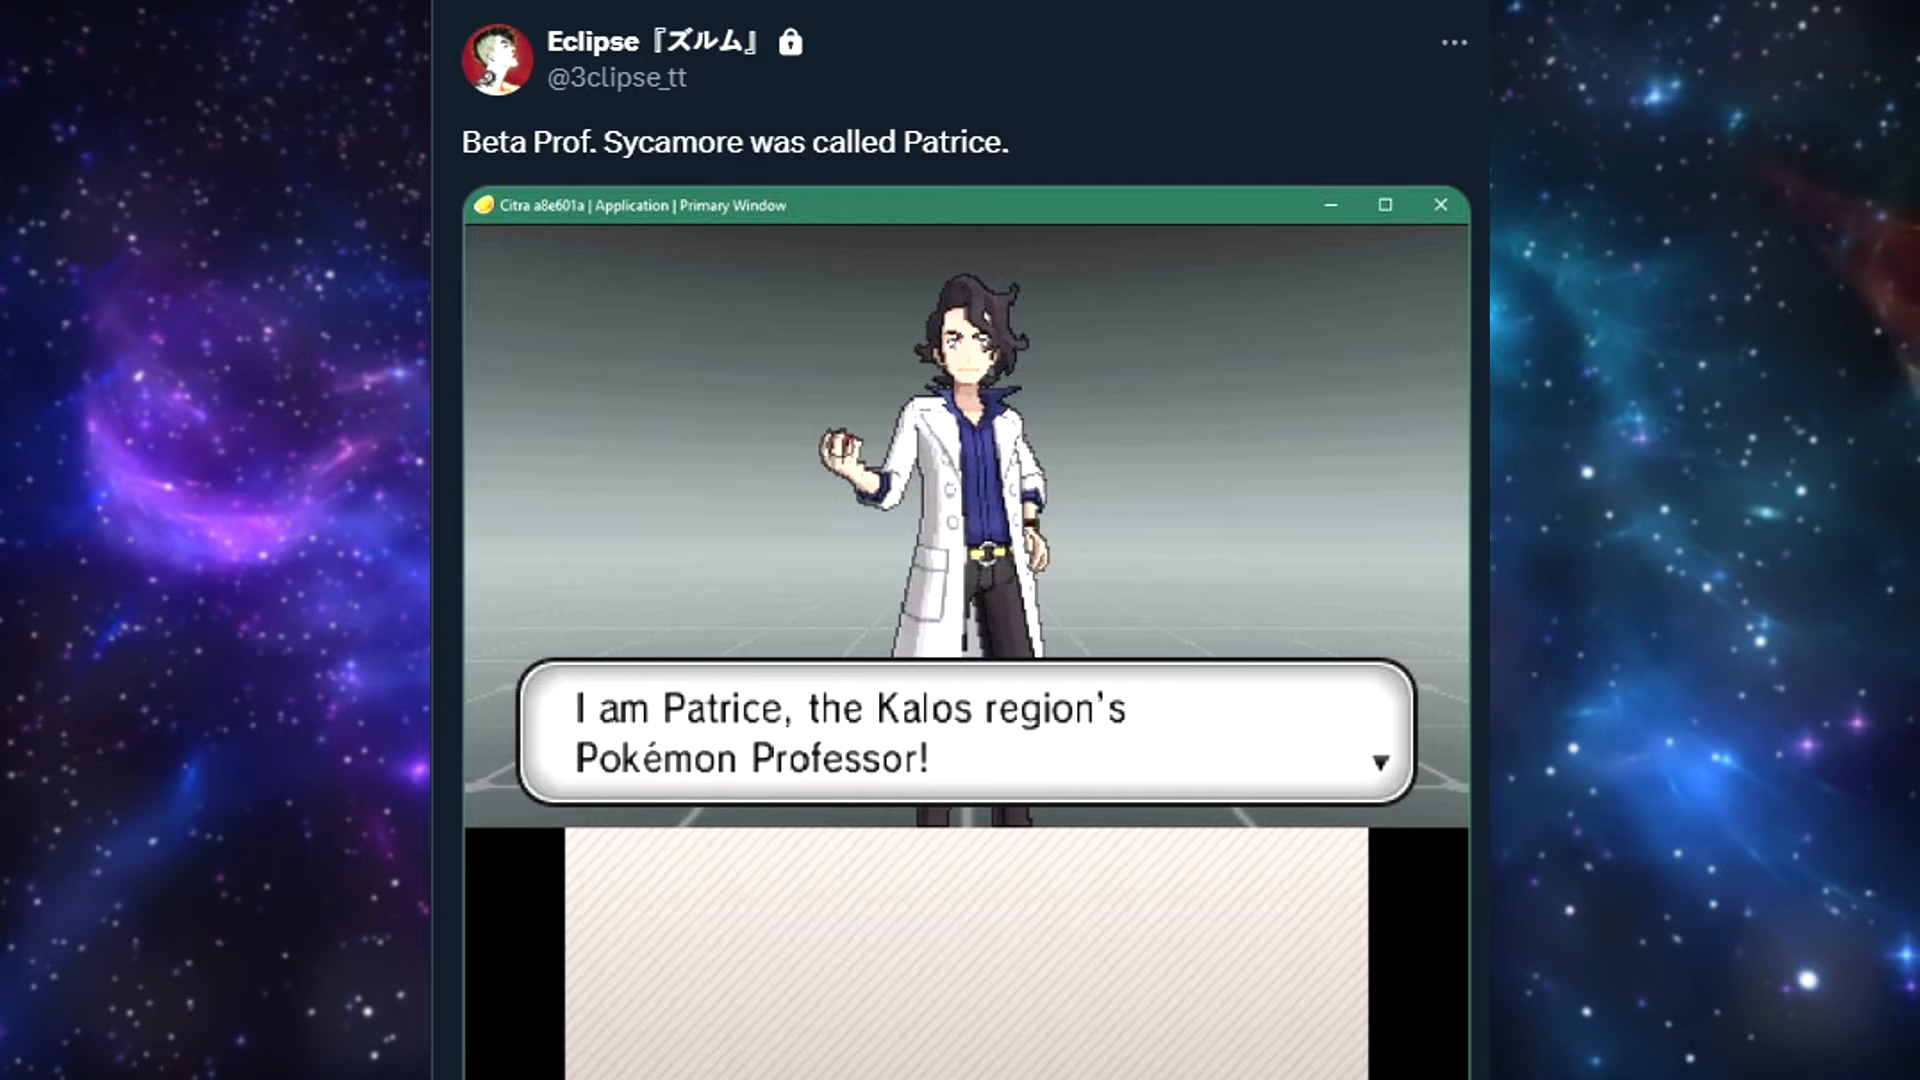 Eclipse『ズルム』
@3clipse_tt
Beta Prof. Sycamore was called Patrice.
Citra a8e601a | Application | Primary Window
I am Patrice, the Kalos region's
Pokémon Professor!